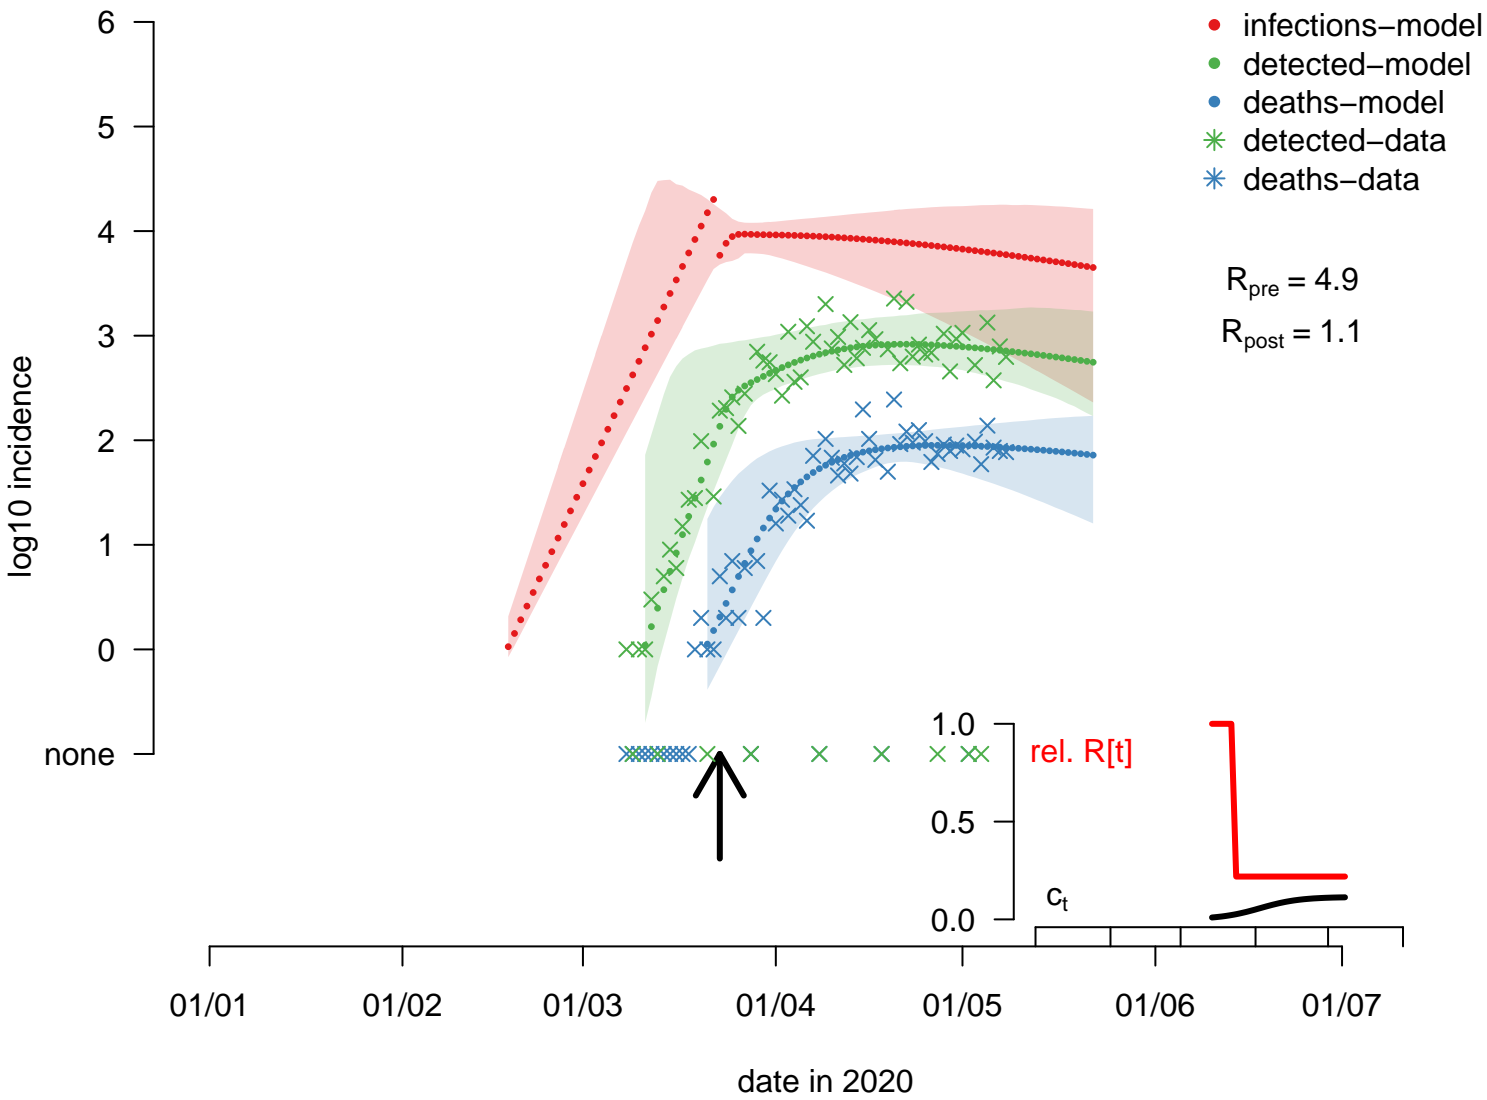 6
5
4
3
2
1
0
none
log10 incidence
infections−model
detected−model
deaths−model
detected−data
deaths−data
Rpre = 4.9
Rpost = 1.1
1.0
0.5
0.0
rel. R[t]
ct
01/01
01/02
01/03
01/04
01/05
01/06
01/07
date in 2020